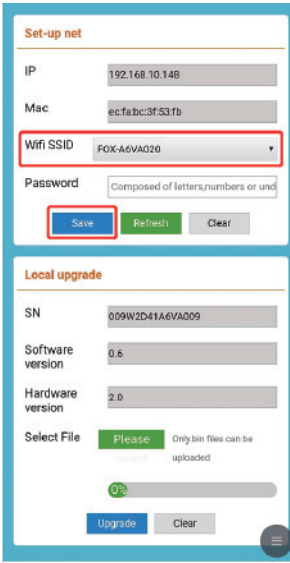 Set-up net
IP 192.168.10.148
Mac ec:fa:bc:3f:53:fb
Wifi SSID FOX-A6VA020
Password Composed of letters,numbers or und
Save Refresh Clear
Local upgrade
SN 009W2D41A6VA009
Software version 0.6
Hardware version 2.0
Select File Please Only.bin files can be uploaded
0%
Upgrade Clear